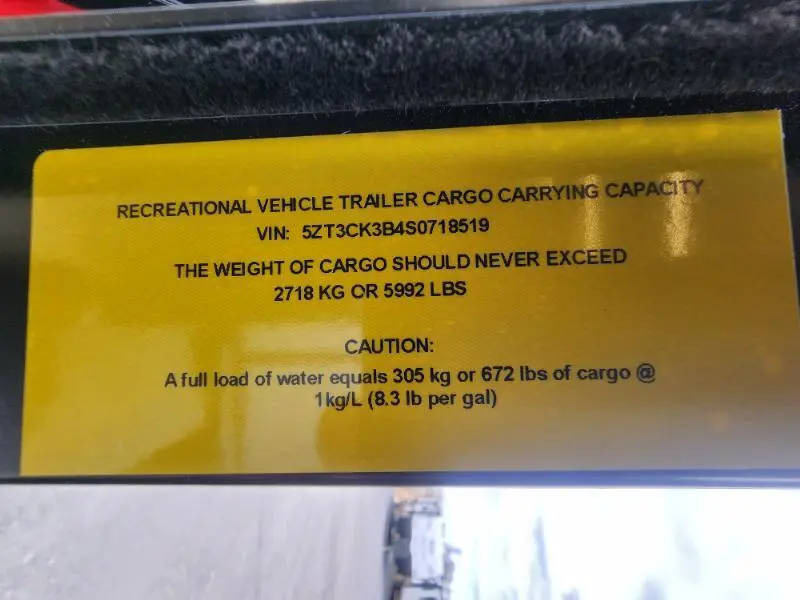 RECREATIONAL VEHICLE TRAILER CARGO CARRYING CAPACITY
VIN: 5ZT3CK3B4S0718519
THE WEIGHT OF CARGO SHOULD NEVER EXCEED
2718 KG OR 5992 LBS
CAUTION:
A full load of water equals 305 kg or 672 lbs of cargo @
1kg/L (8.3 lb per gal)